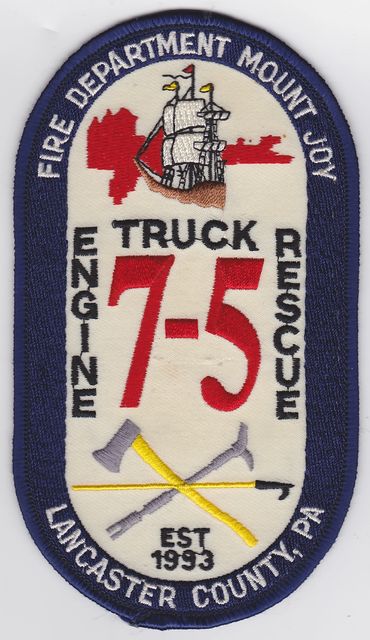 FIRE DEPARTMENT MOUNT JOY
TRUCK
ENGINE
7-5
RESCUE
EST
1993
LANCASTER COUNTY, PA